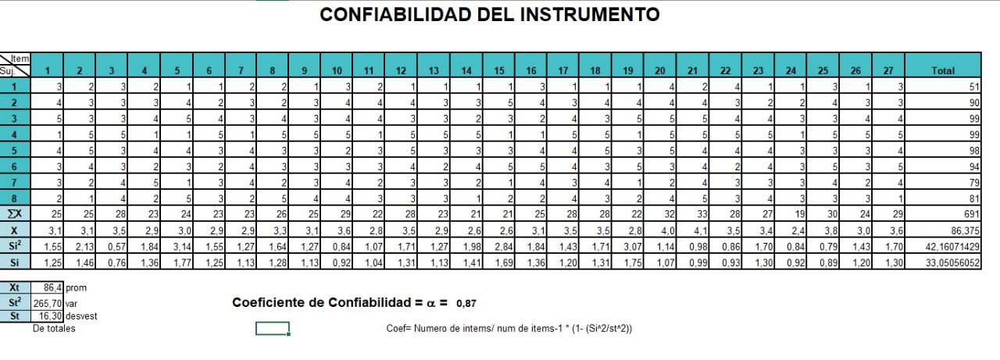 CONFIABILIDAD DEL INSTRUMENTO
Item
Suj. 1 2 3 4 5 6 7 8 9 10 11 12 13 14 15 16 17 18 19 20 21 22 23 24 25 26 27 Total
1 3 2 3 2 1 1 2 2 1 3 2 1 1 1 1 3 1 1 1 4 2 4 1 1 3 1 3 51
2 4 3 3 3 4 2 3 2 3 4 4 4 3 3 5 4 3 4 4 4 4 3 2 2 4 3 3 90
3 5 3 3 4 5 4 3 4 3 4 4 3 3 2 3 2 4 3 5 5 5 4 4 3 3 4 4 99
4 1 5 5 1 1 5 1 5 5 5 1 5 5 5 1 1 5 5 1 5 5 5 5 1 5 5 5 99
5 4 5 3 4 4 3 4 3 3 2 3 5 3 3 3 4 4 5 3 5 4 4 4 3 3 3 4 98
6 3 4 3 2 3 2 4 3 3 3 3 4 2 4 5 5 4 3 5 3 4 2 4 3 5 3 5 94
7 3 2 4 5 1 3 4 2 3 4 2 3 3 2 1 4 3 4 1 2 4 3 3 3 4 2 4 79
8 2 1 4 2 5 3 2 5 4 4 3 3 3 1 2 2 4 3 2 4 5 3 4 3 3 3 1 81
∑X 25 25 28 23 24 23 23 26 25 29 22 28 23 21 21 25 28 28 22 32 33 28 27 19 30 24 29 691
X 3,1 3,1 3,5 2,9 3,0 2,9 2,9 3,3 3,1 3,6 2,8 3,5 2,9 2,6 2,6 3,1 3,5 3,5 2,8 4,0 4,1 3,5 3,4 2,4 3,8 3,0 3,6 86,375
Si² 1,55 2,13 0,57 1,84 3,14 1,55 1,27 1,64 1,27 0,84 1,07 1,71 1,27 1,98 2,84 1,84 1,43 1,71 3,07 1,14 0,98 0,86 1,70 0,84 0,79 1,43 1,70 42,16071429
Si 1,25 1,46 0,76 1,36 1,77 1,25 1,13 1,28 1,13 0,92 1,04 1,31 1,13 1,41 1,69 1,36 1,20 1,31 1,75 1,07 0,99 0,93 1,30 0,92 0,89 1,20 1,30 33,05056052
Xt 86,4 prom
St² 265,70 var
St 16,30 desvest
De totales
Coeficiente de Confiabilidad = α = 0,87
Coef= Numero de intems/ num de items-1 * (1- (Si^2/st^2))